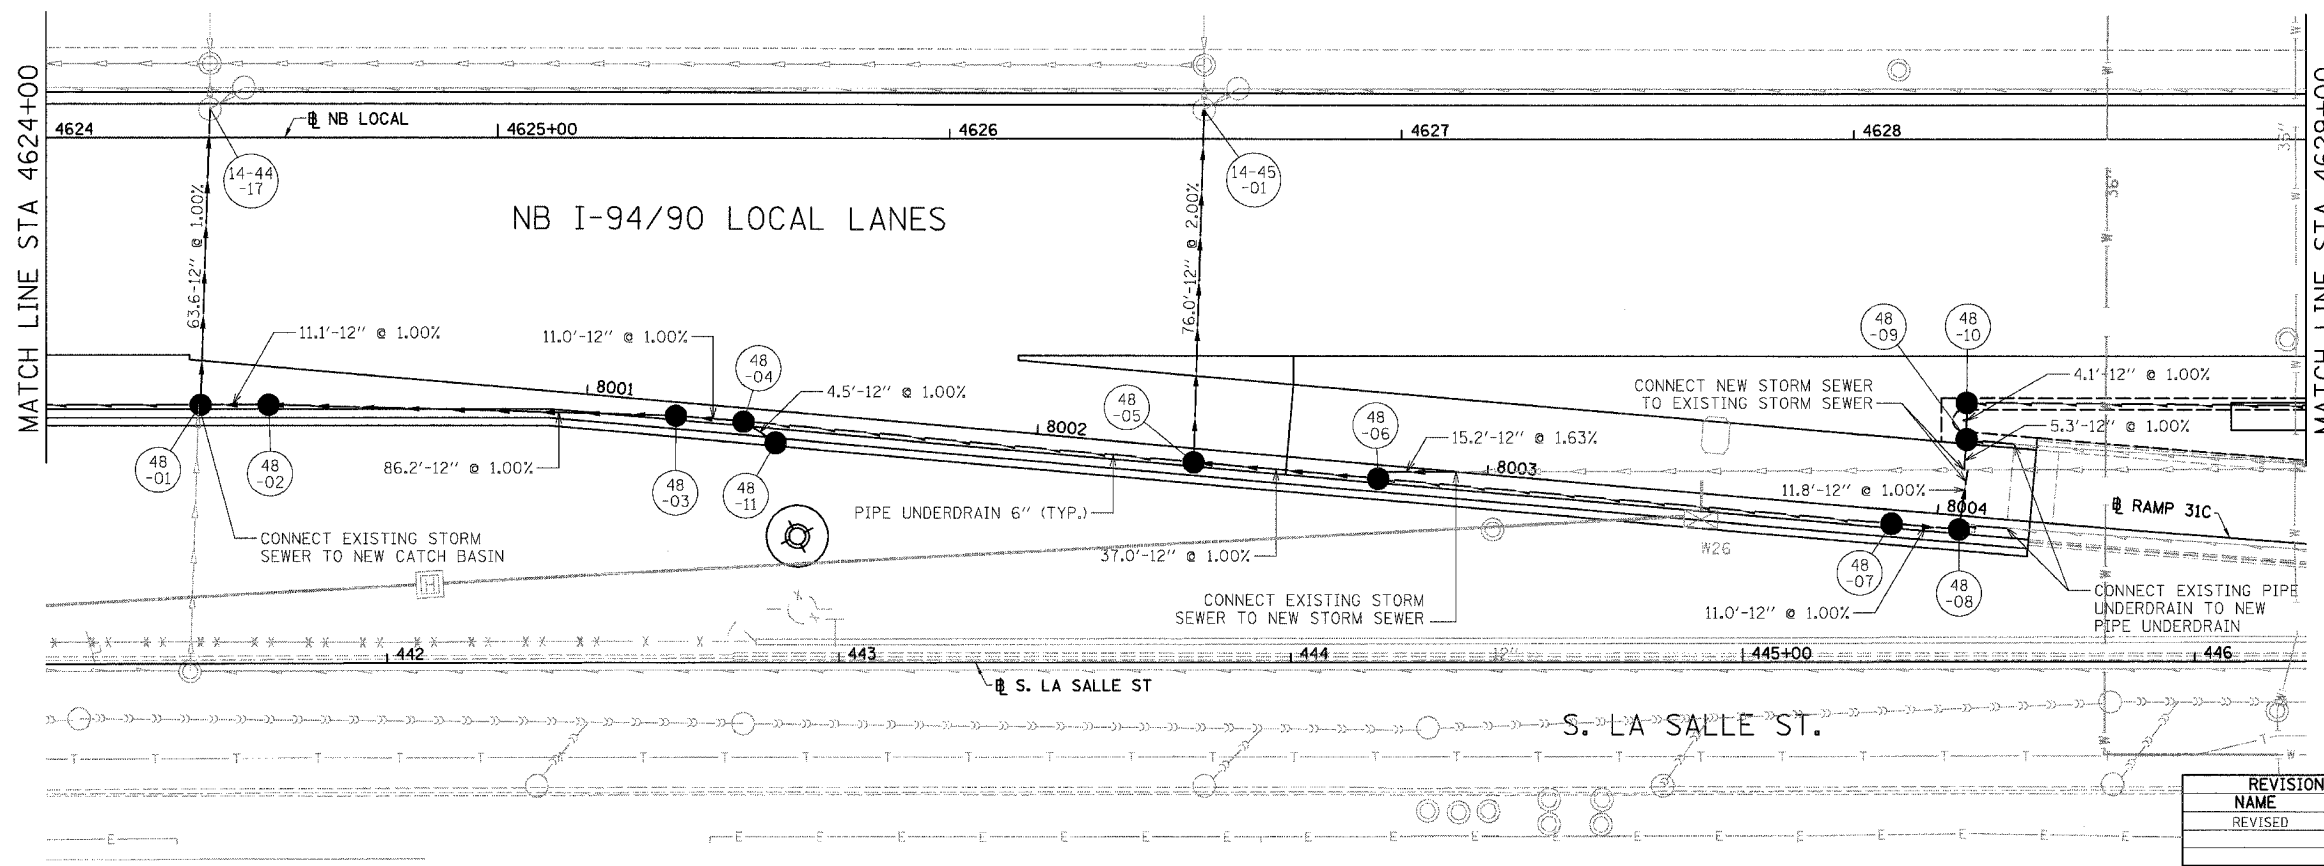 MATCH LINE STA 4624+00
4624
℄ NB LOCAL
4625+00
4626
4627
4628
36"
36"
MATCH LINE STA 4629+00
14-44
-17
14-45
-01
NB I-94/90 LOCAL LANES
63.6-12" @ 1.00%
76.0'-12" @ 2.00%
11.1'-12" @ 1.00%
11.0'-12" @ 1.00%
48
-04
4.5'-12" @ 1.00%
8001
48
-05
8002
48
-06
15.2'-12" @ 1.63%
8003
CONNECT NEW STORM SEWER
TO EXISTING STORM SEWER
48
-09
48
-10
4.1'-12" @ 1.00%
5.3'-12" @ 1.00%
48
-01
48
-02
86.2'-12" @ 1.00%
48
-03
48
-11
PIPE UNDERDRAIN 6" (TYP.)
11.8'-12" @ 1.00%
8004
℄ RAMP 31C
CONNECT EXISTING STORM
SEWER TO NEW CATCH BASIN
37.0'-12" @ 1.00%
W26
H
48
-07
48
-08
CONNECT EXISTING STORM
SEWER TO NEW STORM SEWER
11.0'-12" @ 1.00%
CONNECT EXISTING PIPE
UNDERDRAIN TO NEW
PIPE UNDERDRAIN
442
443
444
12"
445+00
446
℄ S. LA SALLE ST
S. LA SALLE ST.
REVISION
NAME
REVISED